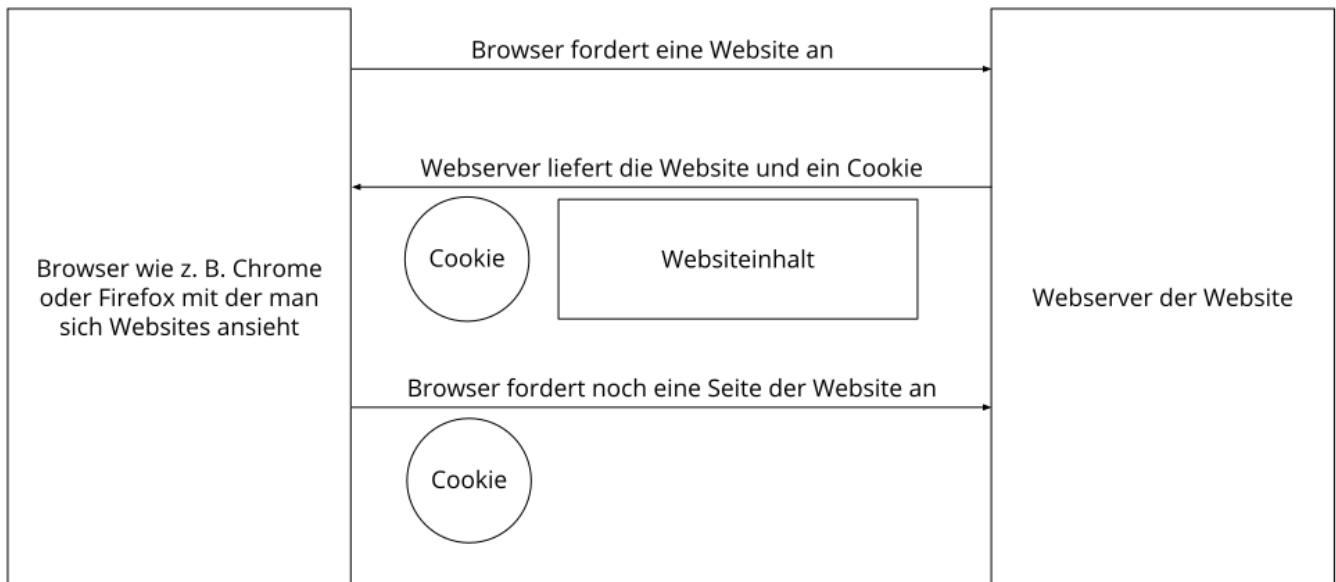 Browser fordert eine Website an
Webserver liefert die Website und ein Cookie
Cookie
Websiteinhalt
Browser wie z. B. Chrome
oder Firefox mit der man
sich Websites ansieht
Webserver der Website
Browser fordert noch eine Seite der Website an
Cookie